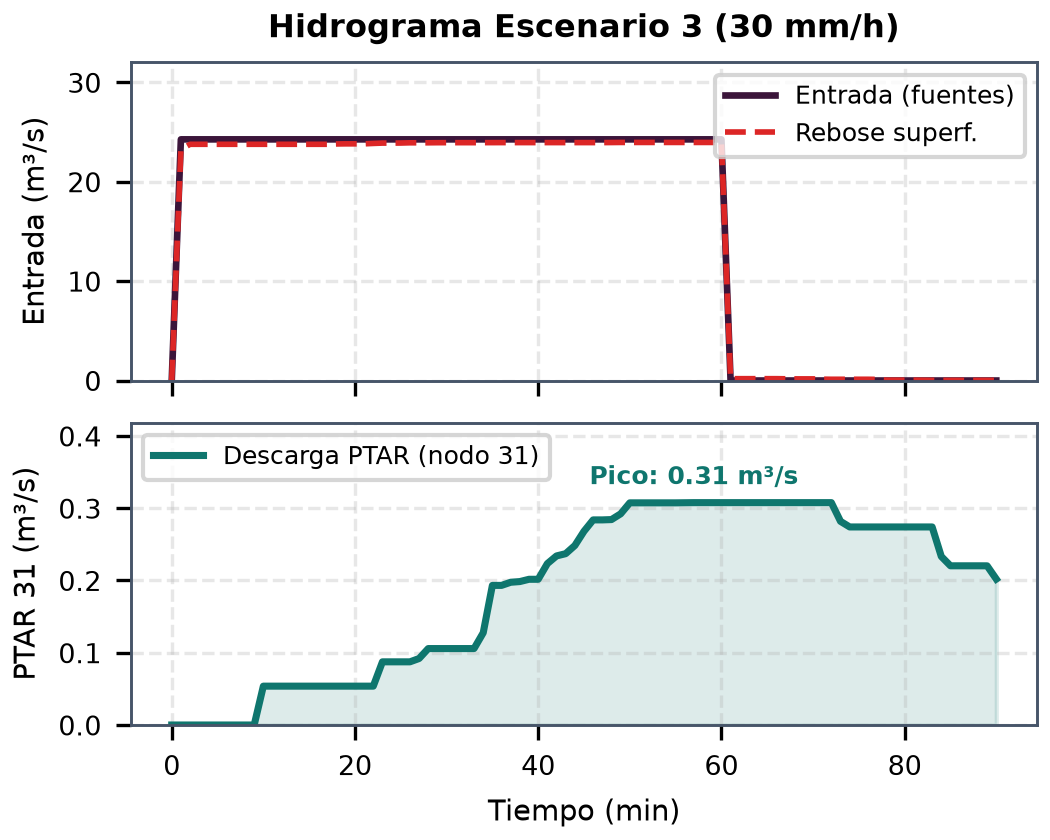 Hidrograma Escenario 3 (30 mm/h)
Entrada (m³/s)
30
20
10
0
Entrada (fuentes)
Rebose superf.
PTAR 31 (m³/s)
0.4
0.3
0.2
0.1
0.0
Descarga PTAR (nodo 31)
Pico: 0.31 m³/s
0 20 40 60 80
Tiempo (min)